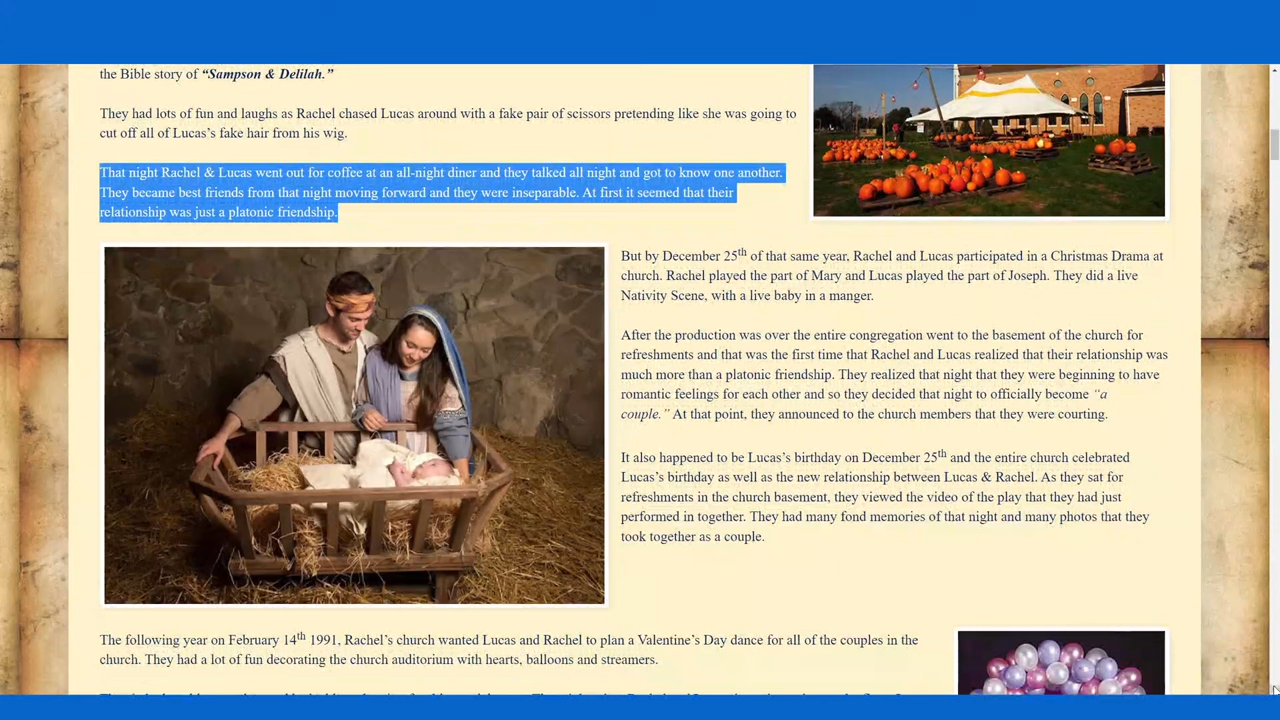 the Bible story of “Sampson & Delilah.”
They had lots of fun and laughs as Rachel chased Lucas around with a fake pair of scissors pretending like she was going to
cut off all of Lucas’s fake hair from his wig.
That night Rachel & Lucas went out for coffee at an all-night diner and they talked all night and got to know one another.
They became best friends from that night moving forward and they were inseparable. At first it seemed that their
relationship was just a platonic friendship.
But by December 25th of that same year, Rachel and Lucas participated in a Christmas Drama at
church. Rachel played the part of Mary and Lucas played the part of Joseph. They did a live
Nativity Scene, with a live baby in a manger.
After the production was over the entire congregation went to the basement of the church for
refreshments and that was the first time that Rachel and Lucas realized that their relationship was
much more than a platonic friendship. They realized that night that they were beginning to have
romantic feelings for each other and so they decided that night to officially become “a
couple.” At that point, they announced to the church members that they were courting.
It also happened to be Lucas’s birthday on December 25th and the entire church celebrated
Lucas’s birthday as well as the new relationship between Lucas & Rachel. As they sat for
refreshments in the church basement, they viewed the video of the play that they had just
performed in together. They had many fond memories of that night and many photos that they
took together as a couple.
The following year on February 14th 1991, Rachel’s church wanted Lucas and Rachel to plan a Valentine’s Day dance for all of the couples in the
church. They had a lot of fun decorating the church auditorium with hearts, balloons and streamers.